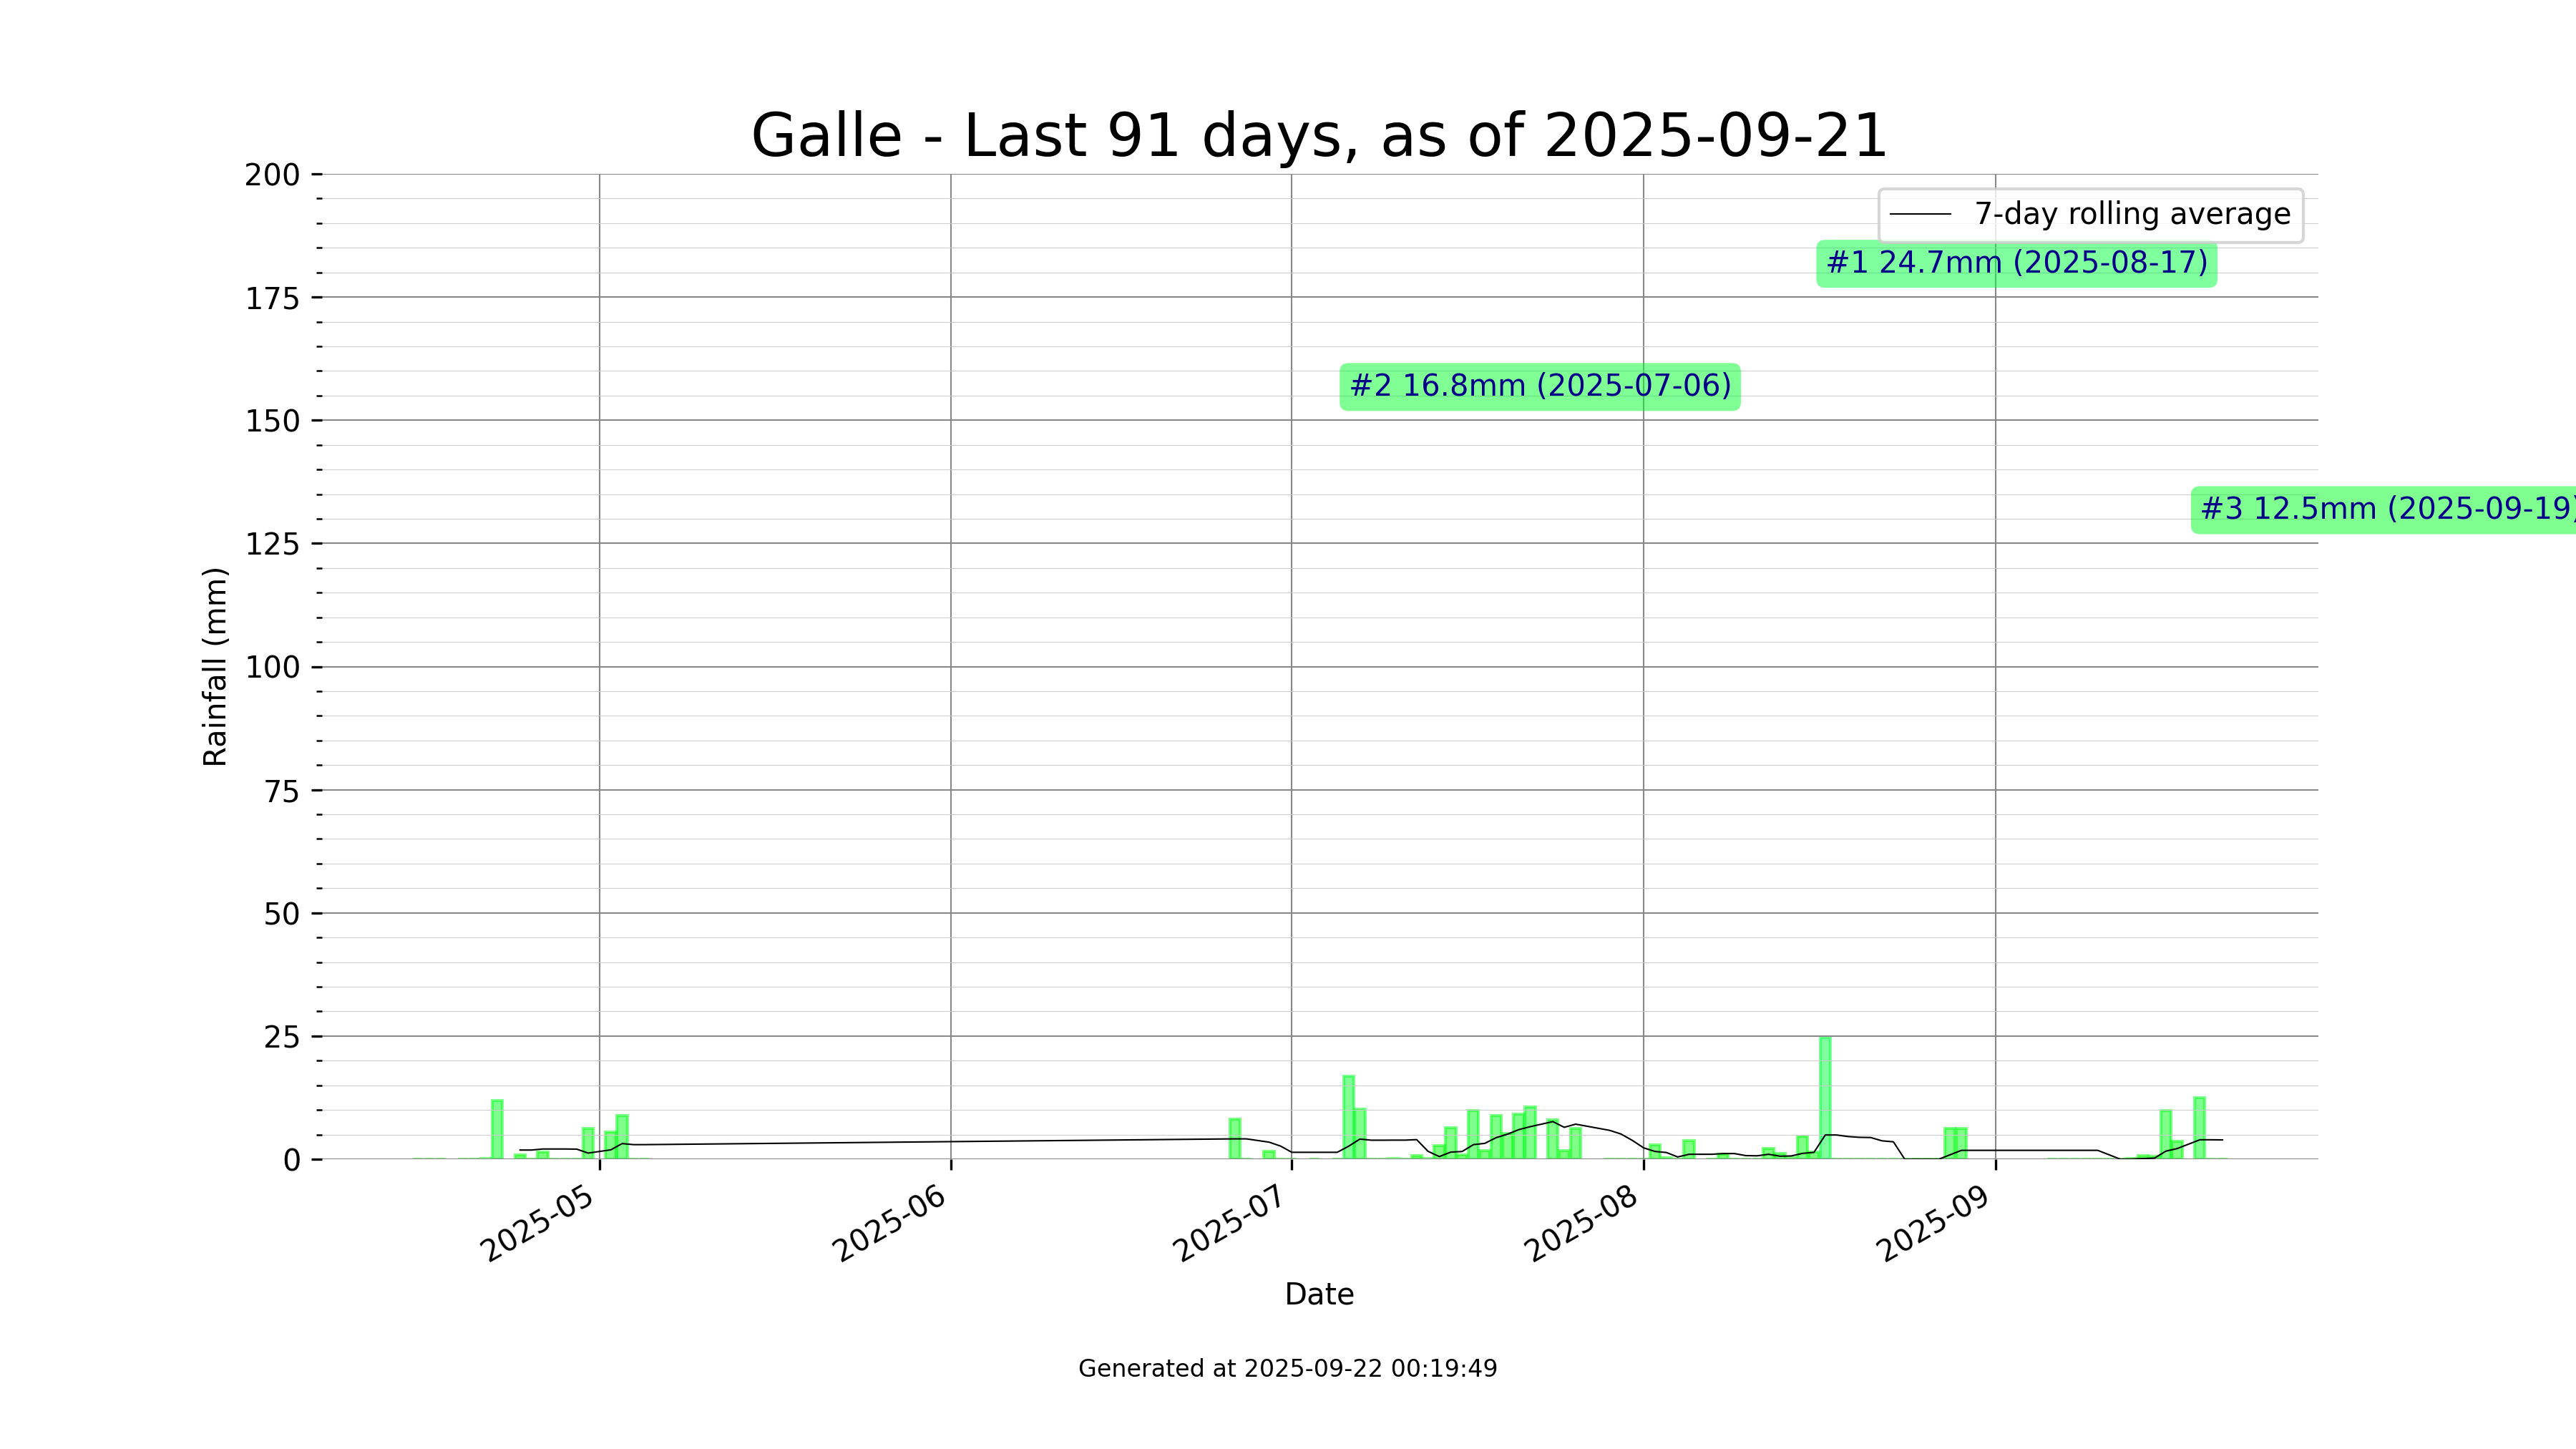 Galle - Last 91 days, as of 2025-09-21
200
175
150
125
100
75
50
25
0
Rainfall (mm)
7-day rolling average
#1 24.7mm (2025-08-17)
#2 16.8mm (2025-07-06)
#3 12.5mm (2025-09-19)
2025-05
2025-06
2025-07
2025-08
2025-09
Date
Generated at 2025-09-22 00:19:49